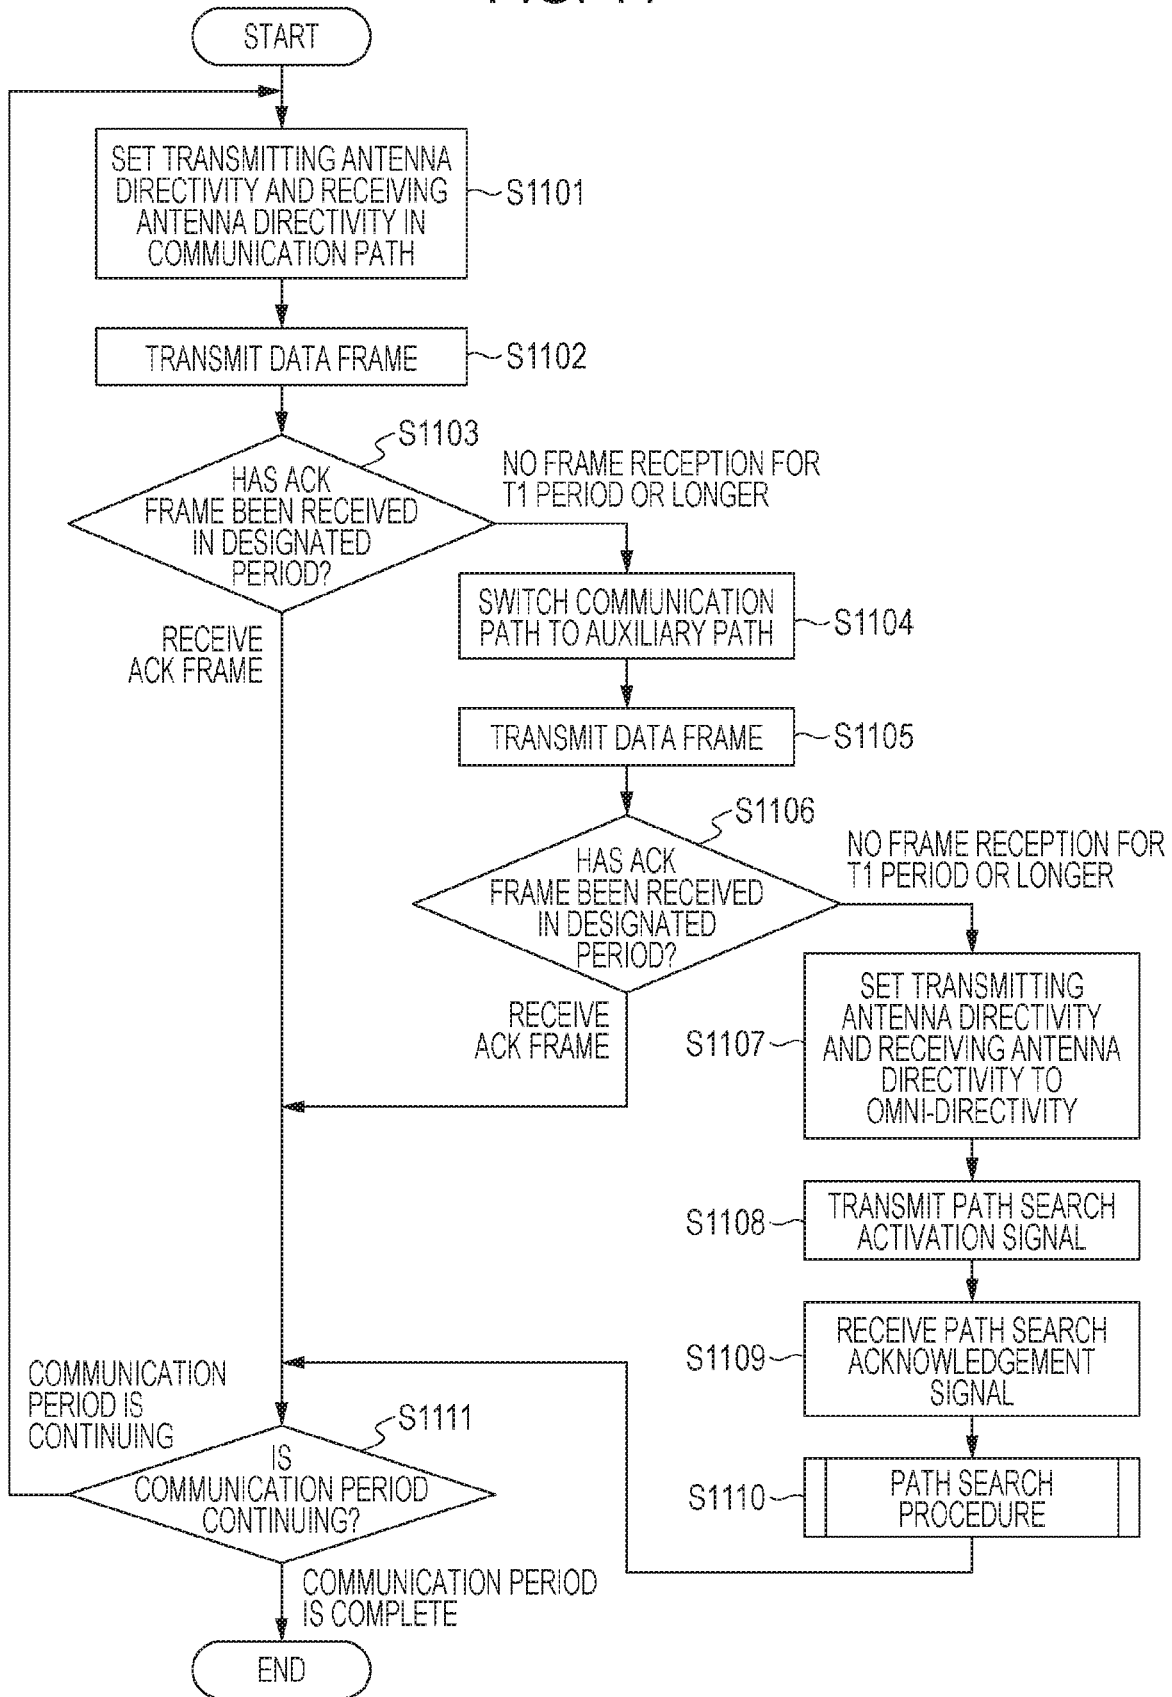 START
SET TRANSMITTING ANTENNA
DIRECTIVITY AND RECEIVING
ANTENNA DIRECTIVITY IN
COMMUNICATION PATH
S1101
TRANSMIT DATA FRAME
S1102
S1103
HAS ACK
FRAME BEEN RECEIVED
IN DESIGNATED
PERIOD?
NO FRAME RECEPTION FOR
T1 PERIOD OR LONGER
RECEIVE
ACK FRAME
SWITCH COMMUNICATION
PATH TO AUXILIARY PATH
S1104
TRANSMIT DATA FRAME
S1105
S1106
HAS ACK
FRAME BEEN RECEIVED
IN DESIGNATED
PERIOD?
NO FRAME RECEPTION FOR
T1 PERIOD OR LONGER
RECEIVE
ACK FRAME
S1107
SET TRANSMITTING
ANTENNA DIRECTIVITY
AND RECEIVING ANTENNA
DIRECTIVITY TO
OMNI-DIRECTIVITY
S1108
TRANSMIT PATH SEARCH
ACTIVATION SIGNAL
S1109
RECEIVE PATH SEARCH
ACKNOWLEDGEMENT
SIGNAL
S1110
PATH SEARCH
PROCEDURE
COMMUNICATION
PERIOD IS
CONTINUING
S1111
IS
COMMUNICATION PERIOD
CONTINUING?
COMMUNICATION PERIOD
IS COMPLETE
END